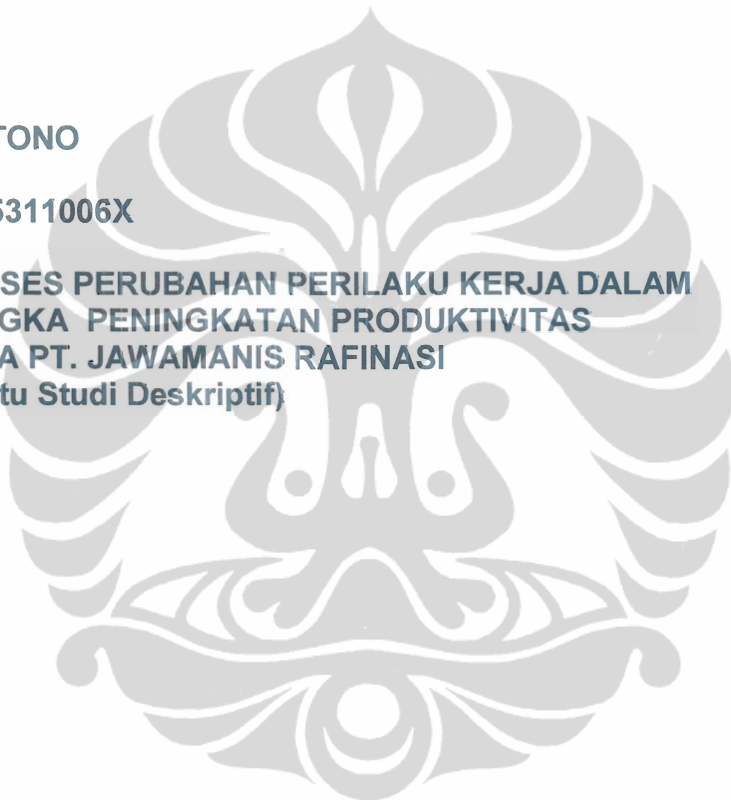 TONO
5311006X
SES PERUBAHAN PERILAKU KERJA DALAM
GKA PENINGKATAN PRODUKTIVITAS
A PT. JAWAMANIS RAFINASI
tu Studi Deskriptif)